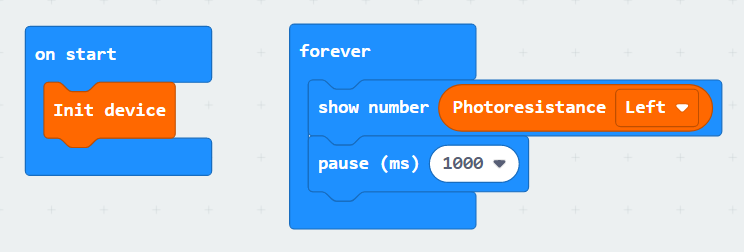 on start
Init device
forever
show number Photoresistance Left
pause (ms) 1000